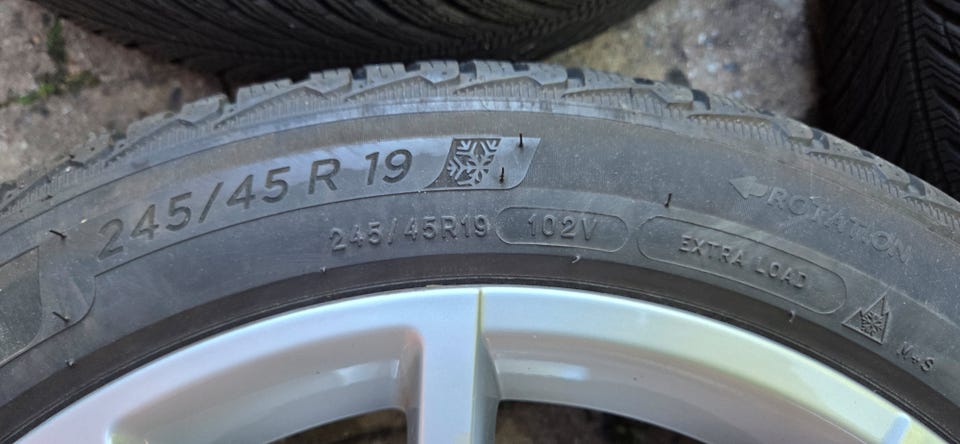 245/45 R 19
245/45R19 102V EXTRA LOAD
ROTATION
M+S